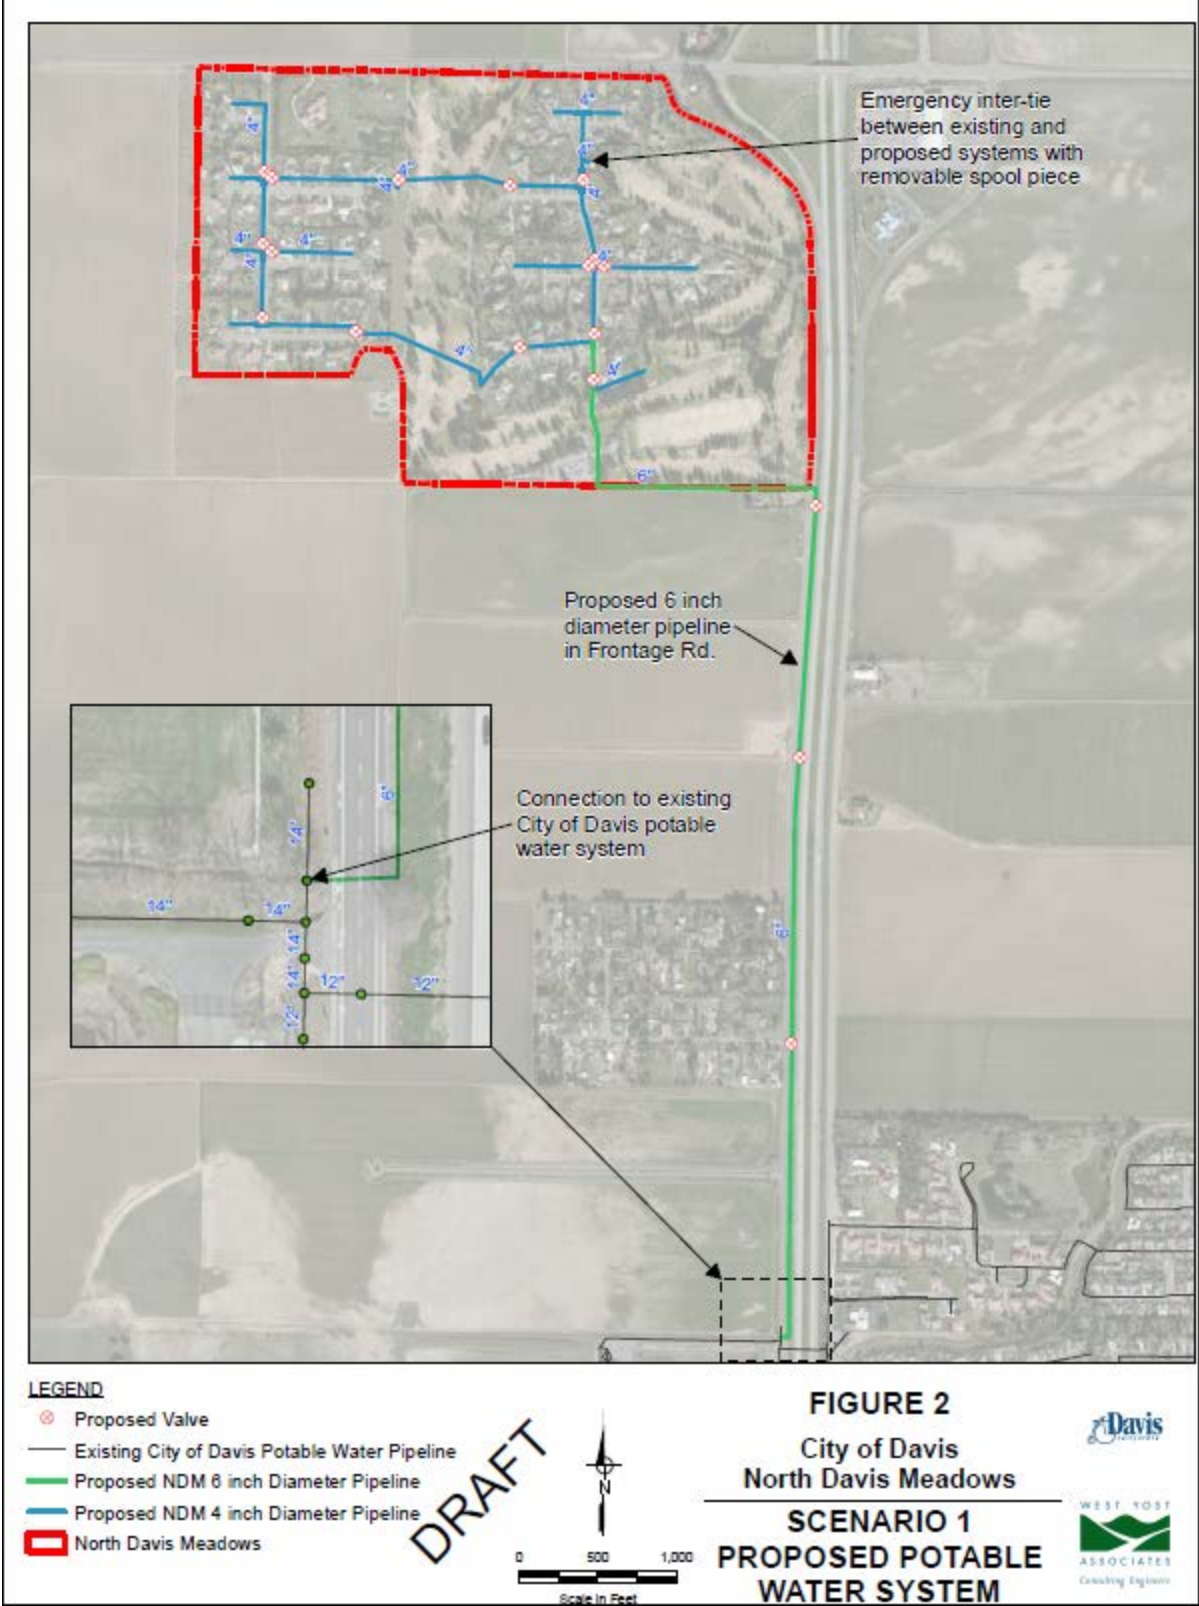 4"
4"
Emergency inter-tie
between existing and
proposed systems with
removable spool piece
4"
4"
4"
4"
4"
4"
4"
4"
4"
4"
4"
6"
Proposed 6 inch
diameter pipeline
in Frontage Rd.
6"
Connection to existing
City of Davis potable
water system
14"
14"
14"
14"
14"
12"
12"
12"
6"
LEGEND
Proposed Valve
Existing City of Davis Potable Water Pipeline
Proposed NDM 6 inch Diameter Pipeline
Proposed NDM 4 inch Diameter Pipeline
North Davis Meadows
DRAFT
N
0 500 1,000
Scale in Feet
FIGURE 2
City of Davis
North Davis Meadows
SCENARIO 1
PROPOSED POTABLE
WATER SYSTEM
Davis
WEST YOST
ASSOCIATES
Consulting Engineers